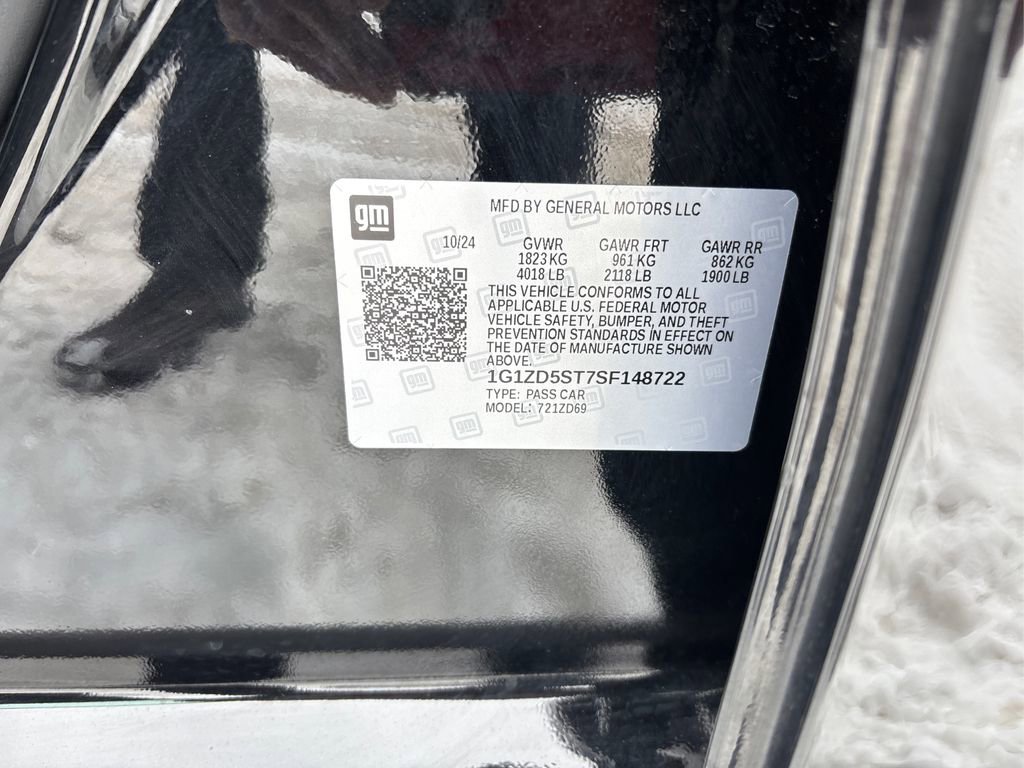 gm
MFD BY GENERAL MOTORS LLC
10/24 GVWR GAWR FRT GAWR RR
1823 KG 961 KG 862 KG
4018 LB 2118 LB 1900 LB
THIS VEHICLE CONFORMS TO ALL
APPLICABLE U.S. FEDERAL MOTOR
VEHICLE SAFETY, BUMPER, AND THEFT
PREVENTION STANDARDS IN EFFECT ON
THE DATE OF MANUFACTURE SHOWN
ABOVE.
1G1ZD5ST7SF148722
TYPE: PASS CAR
MODEL: 721ZD69